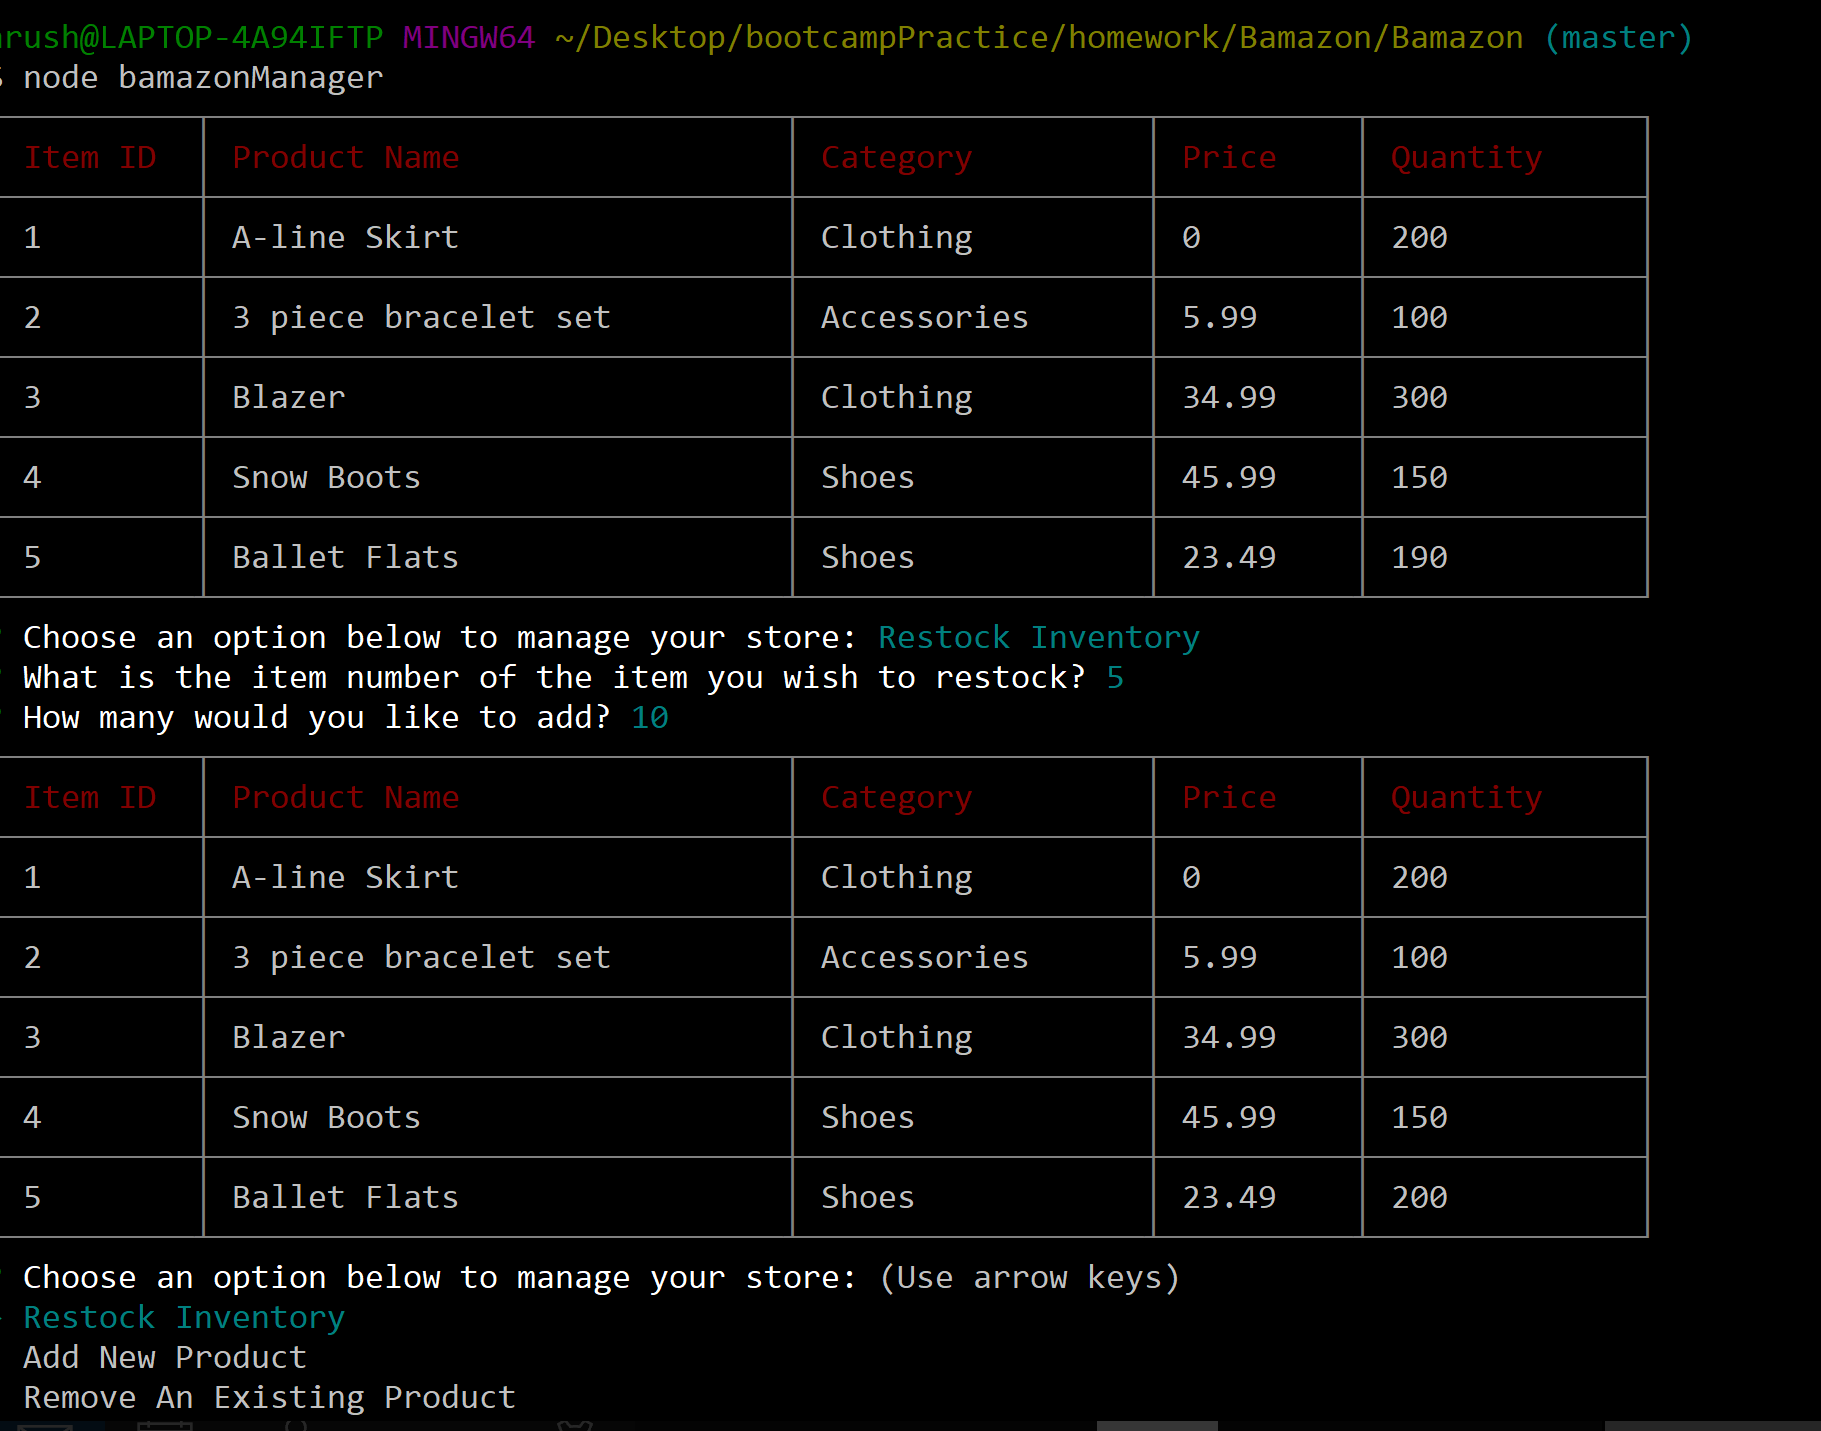 rush@LAPTOP-4A94IFTP MINGW64 ~/Desktop/bootcampPractice/homework/Bamazon/Bamazon (master)
$ node bamazonManager
Item ID Product Name Category Price Quantity
1 A-line Skirt Clothing 0 200
2 3 piece bracelet set Accessories 5.99 100
3 Blazer Clothing 34.99 300
4 Snow Boots Shoes 45.99 150
5 Ballet Flats Shoes 23.49 190
Choose an option below to manage your store: Restock Inventory
What is the item number of the item you wish to restock? 5
How many would you like to add? 10
Item ID Product Name Category Price Quantity
1 A-line Skirt Clothing 0 200
2 3 piece bracelet set Accessories 5.99 100
3 Blazer Clothing 34.99 300
4 Snow Boots Shoes 45.99 150
5 Ballet Flats Shoes 23.49 200
Choose an option below to manage your store: (Use arrow keys)
Restock Inventory
Add New Product
Remove An Existing Product